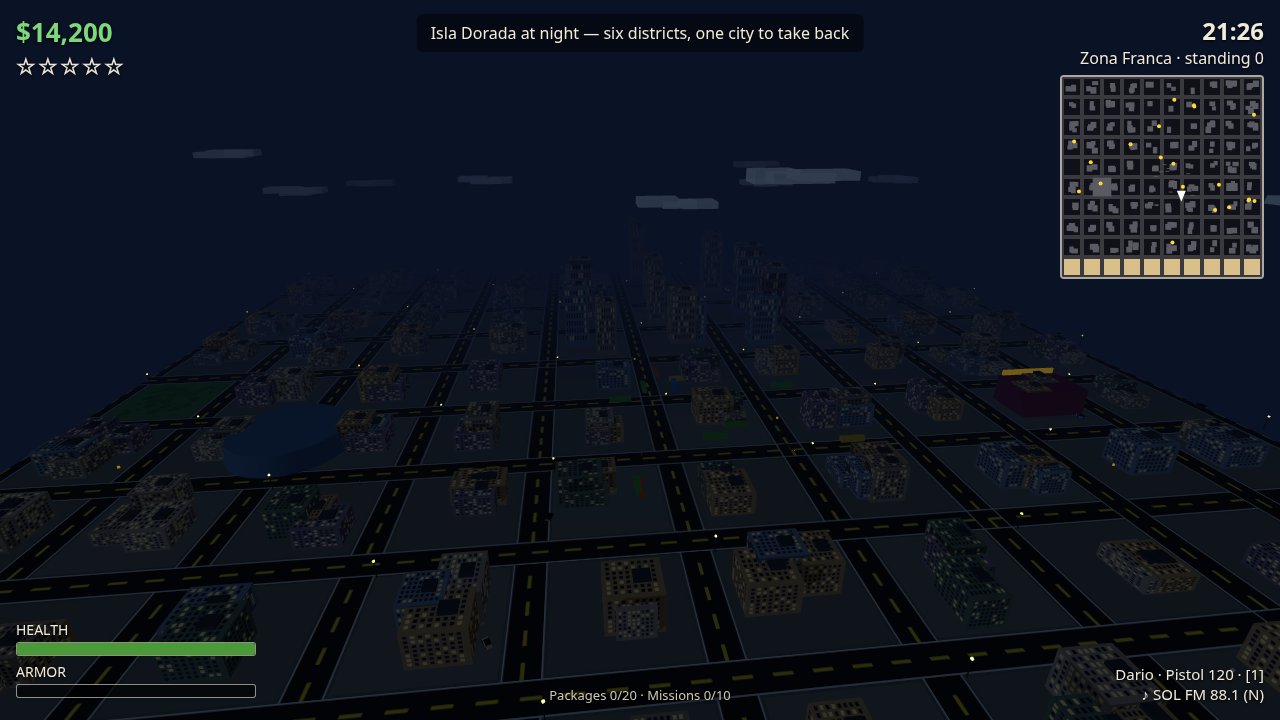 $14,200
☆☆☆☆☆
Isla Dorada at night — six districts, one city to take back
21:26
Zona Franca · standing 0
HEALTH
ARMOR
Packages 0/20 · Missions 0/10
Dario · Pistol 120 · [1]
♪ SOL FM 88.1 (N)